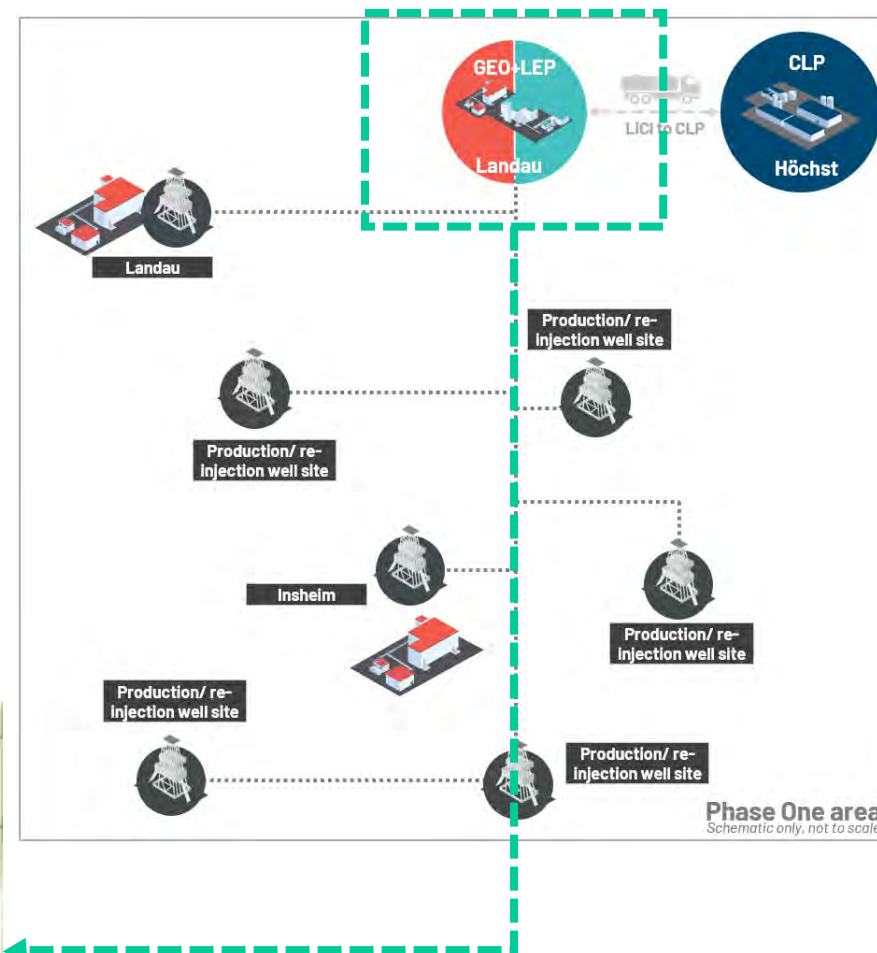 GEO+LEP
Landau
LiCl to CLP
CLP
Höchst
Landau
Production/ re-
injection well site
Production/ re-
injection well site
Insheim
Production/ re-
injection well site
Production/ re-
injection well site
Production/ re-
injection well site
Phase One area
Schematic only, not to scale